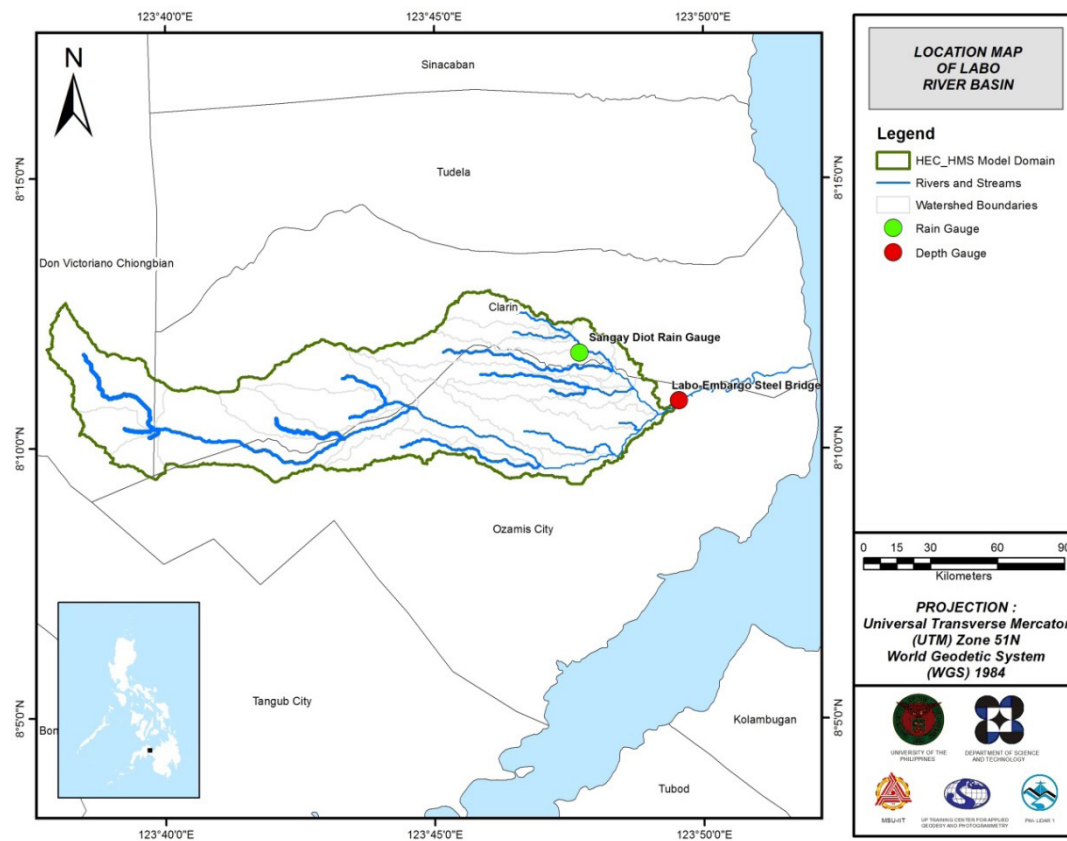 123°40'0"E
123°45'0"E
123°50'0"E
N
Sinacaban
8°15'0"N
8°15'0"N
Tudela
Don Victoriano Chiongbian
Clarin
Sangay Diot Rain Gauge
Labo-Embargo Steel Bridge
8°10'0"N
8°10'0"N
Ozamis City
Tangub City
8°5'0"N
8°5'0"N
Bon
Kolambugan
Tubod
123°40'0"E
123°45'0"E
123°50'0"E
LOCATION MAP
OF LABO
RIVER BASIN
Legend
HEC_HMS Model Domain
Rivers and Streams
Watershed Boundaries
Rain Gauge
Depth Gauge
0 15 30 60 90
Kilometers
PROJECTION :
Universal Transverse Mercator
(UTM) Zone 51N
World Geodetic System
(WGS) 1984
UNIVERSITY OF THE
PHILIPPINES
DEPARTMENT OF SCIENCE
AND TECHNOLOGY
MSU-IIT
UP TRAINING CENTER FOR APPLIED
GEODESY AND PHOTOGRAMMETRY
Phil-LiDAR 1